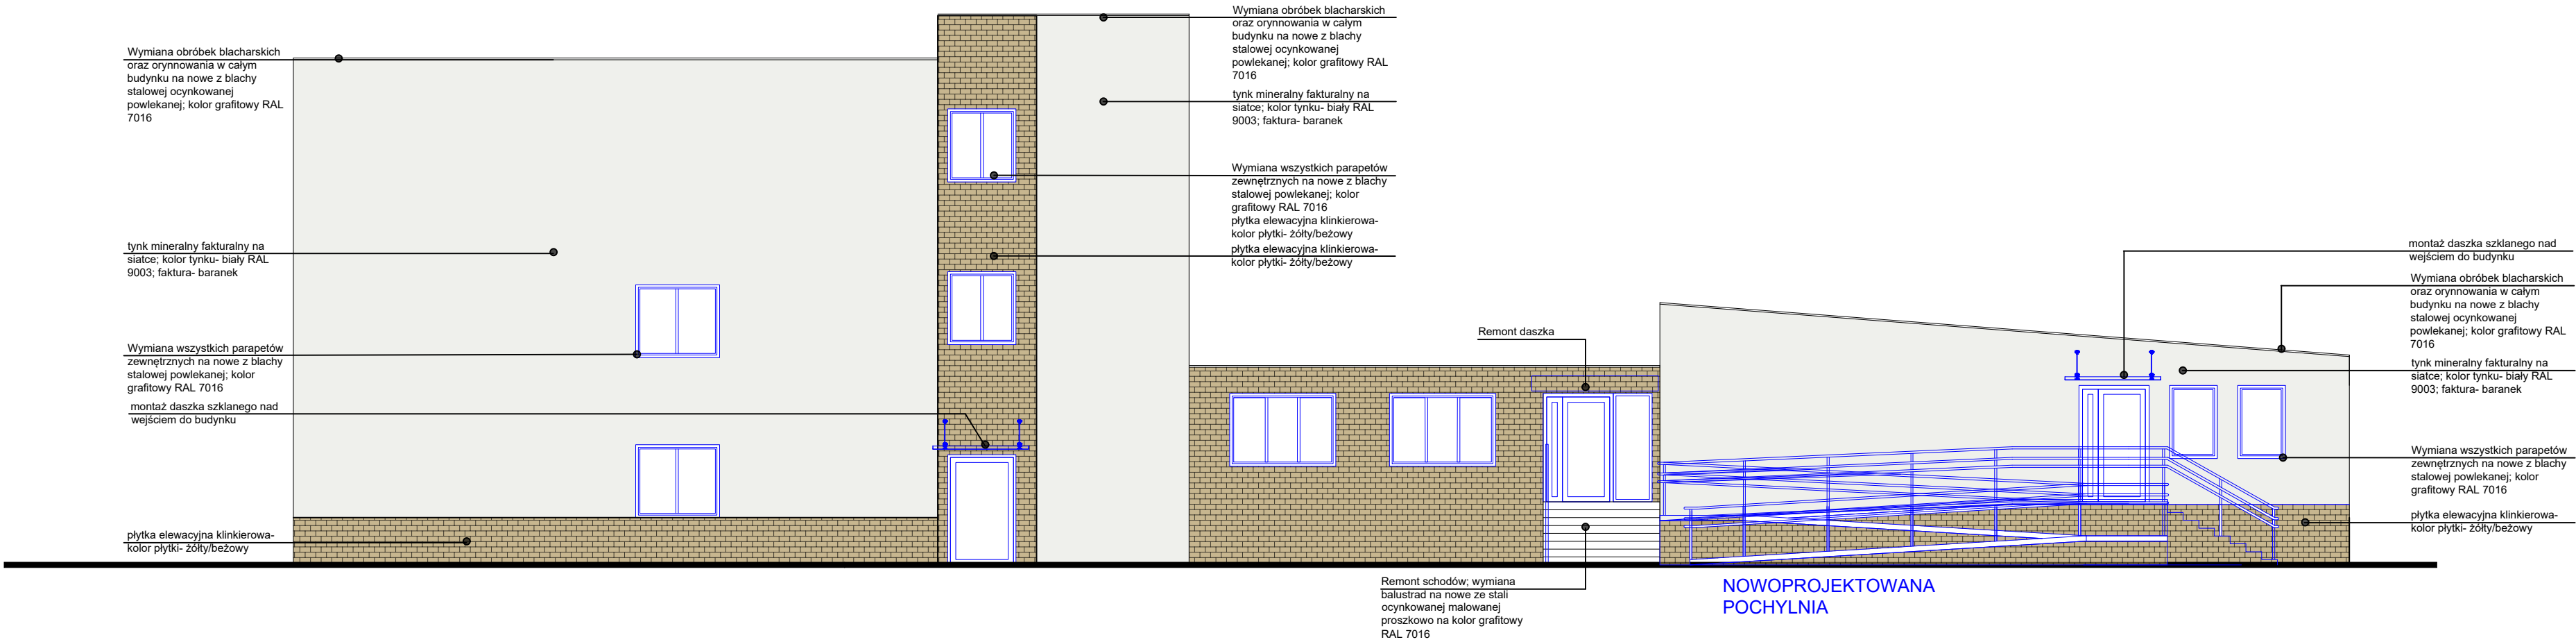 Wymiana obróbek blacharskich
oraz orynnowania w całym
budynku na nowe z blachy
stalowej ocynkowanej
powlekanej; kolor grafitowy RAL
7016
tynk mineralny fakturalny na
siatce; kolor tynku- biały RAL
9003; faktura- baranek
Wymiana wszystkich parapetów
zewnętrznych na nowe z blachy
stalowej powlekanej; kolor
grafitowy RAL 7016
montaż daszka szklanego nad
wejściem do budynku
płytka elewacyjna klinkierowa-
kolor płytki- żółty/beżowy
Wymiana obróbek blacharskich
oraz orynnowania w całym
budynku na nowe z blachy
stalowej ocynkowanej
powlekanej; kolor grafitowy RAL
7016
tynk mineralny fakturalny na
siatce; kolor tynku- biały RAL
9003; faktura- baranek
Wymiana wszystkich parapetów
zewnętrznych na nowe z blachy
stalowej powlekanej; kolor
grafitowy RAL 7016
płytka elewacyjna klinkierowa-
kolor płytki- żółty/beżowy
płytka elewacyjna klinkierowa-
kolor płytki- żółty/beżowy
Remont daszka
Remont schodów; wymiana
balustrad na nowe ze stali
ocynkowanej malowanej
proszkowo na kolor grafitowy
RAL 7016
NOWOPROJEKTOWANA
POCHYLNIA
montaż daszka szklanego nad
wejściem do budynku
Wymiana obróbek blacharskich
oraz orynnowania w całym
budynku na nowe z blachy
stalowej ocynkowanej
powlekanej; kolor grafitowy RAL
7016
tynk mineralny fakturalny na
siatce; kolor tynku- biały RAL
9003; faktura- baranek
Wymiana wszystkich parapetów
zewnętrznych na nowe z blachy
stalowej powlekanej; kolor
grafitowy RAL 7016
płytka elewacyjna klinkierowa-
kolor płytki- żółty/beżowy